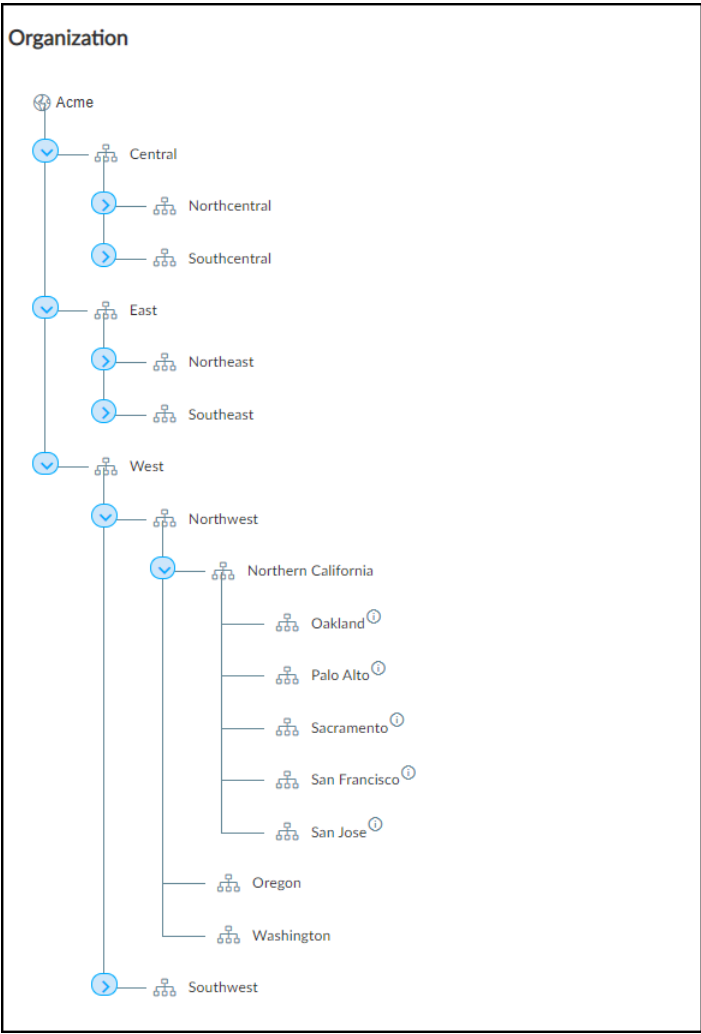 Organization
Acme
Central
Northcentral
Southcentral
East
Northeast
Southeast
West
Northwest
Northern California
Oakland
Palo Alto
Sacramento
San Francisco
San Jose
Oregon
Washington
Southwest